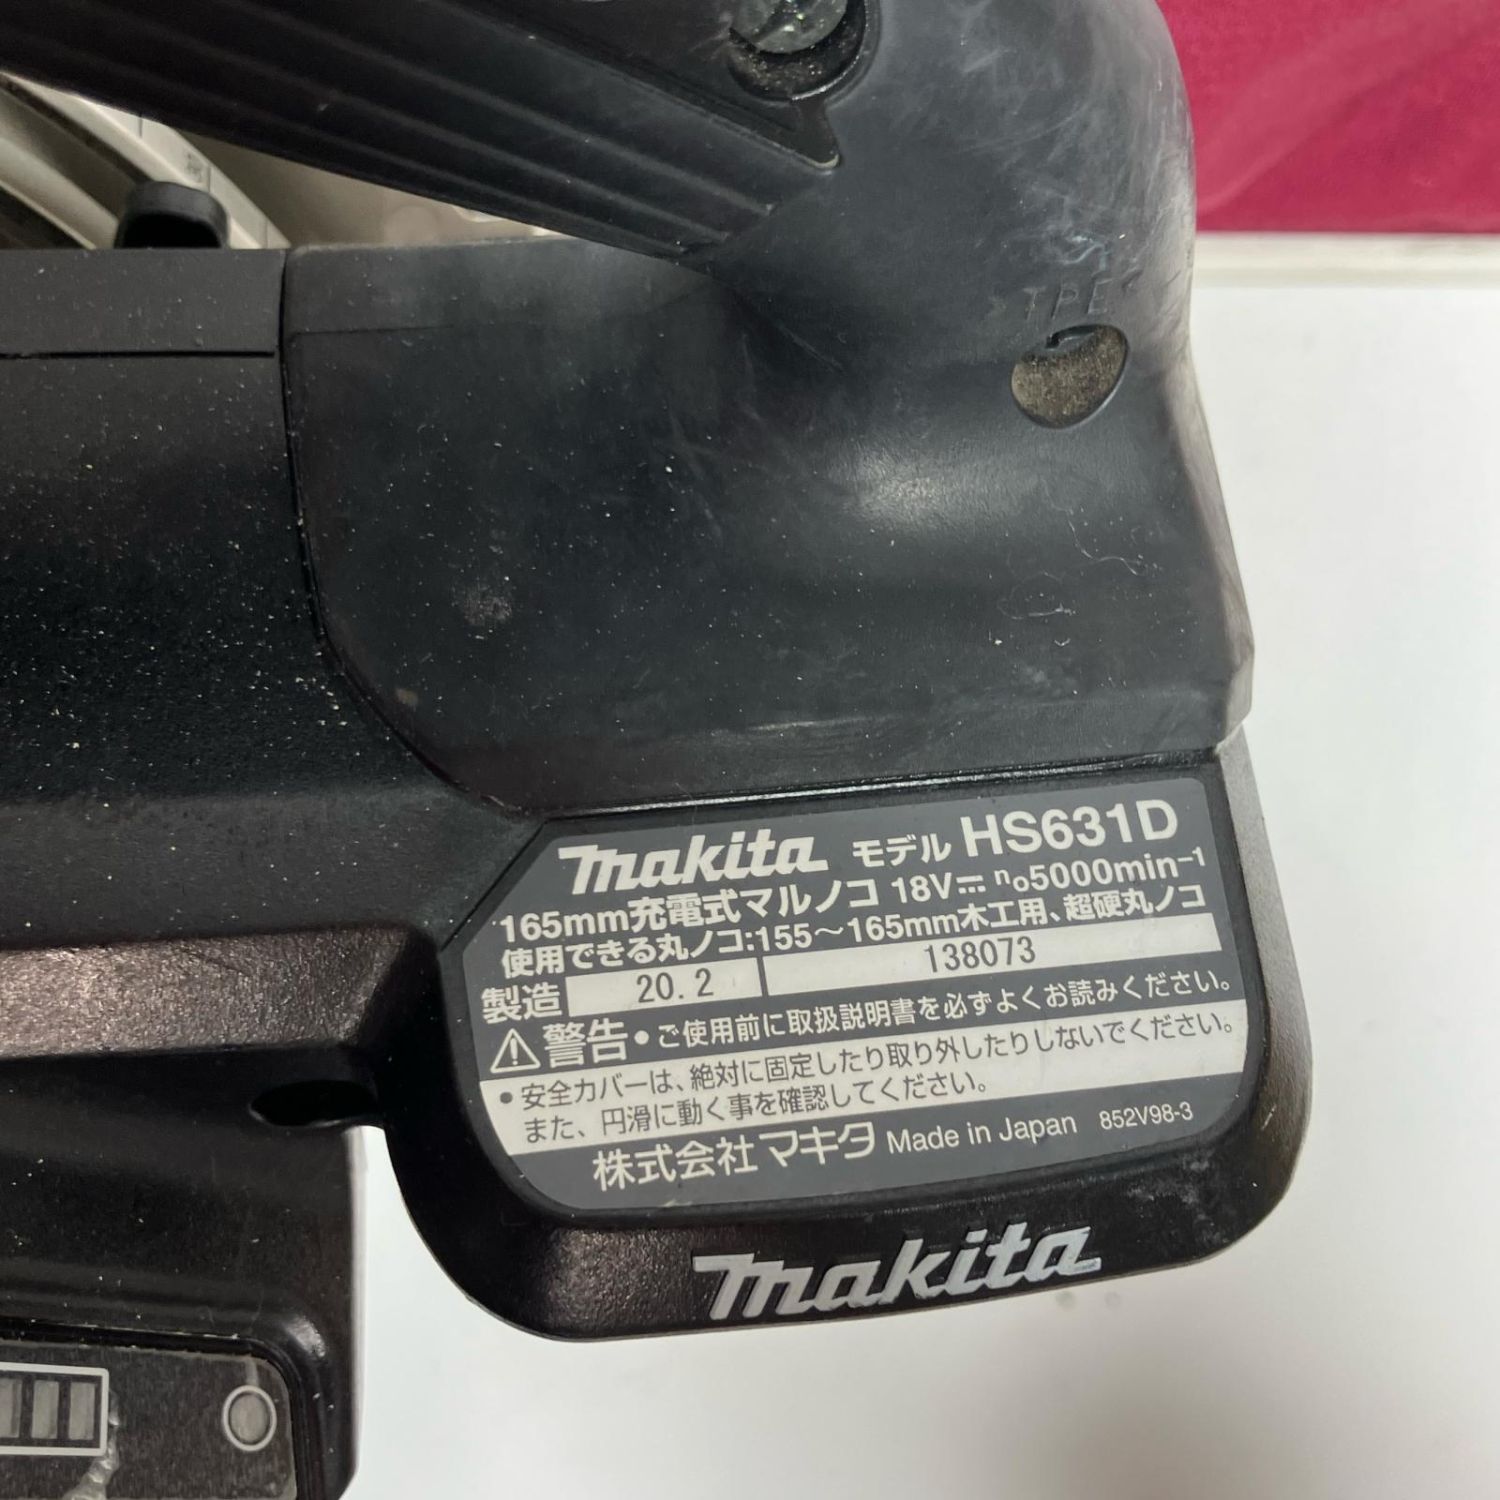 >TPE<
makita モデル HS631D
165mm充電式マルノコ 18V⎓ n₀5000min⁻¹
使用できる丸ノコ:155～165mm木工用、超硬丸ノコ
製造 20.2 138073
⚠警告 •ご使用前に取扱説明書を必ずよくお読みください。
•安全カバーは、絶対に固定したり取り外したりしないでください。
また、円滑に動く事を確認してください。
株式会社マキタ Made in Japan 852V98-3
makita